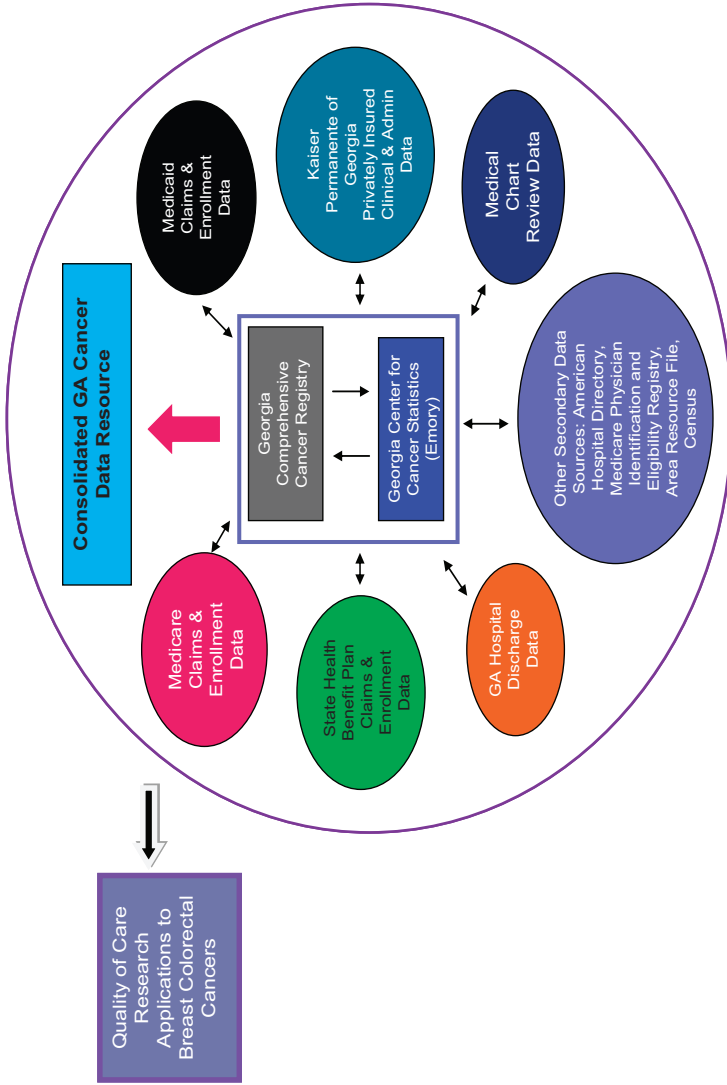 Quality of Care
Research
Applications to
Breast Colorectal
Cancers
Consolidated GA Cancer
Data Resource
Medicare
Claims &
Enrollment
Data
Medicaid
Claims &
Enrollment
Data
State Health
Benefit Plan
Claims &
Enrollment
Data
Georgia
Comprehensive
Cancer Registry
Georgia Center for
Cancer Statistics
(Emory)
Kaiser
Permanente of
Georgia
Privately Insured
Clinical & Admin
Data
GA Hospital
Discharge
Data
Other Secondary Data
Sources: American
Hospital Directory,
Medicare Physician
Identification and
Eligibility Registry,
Area Resource File,
Census
Medical
Chart
Review Data